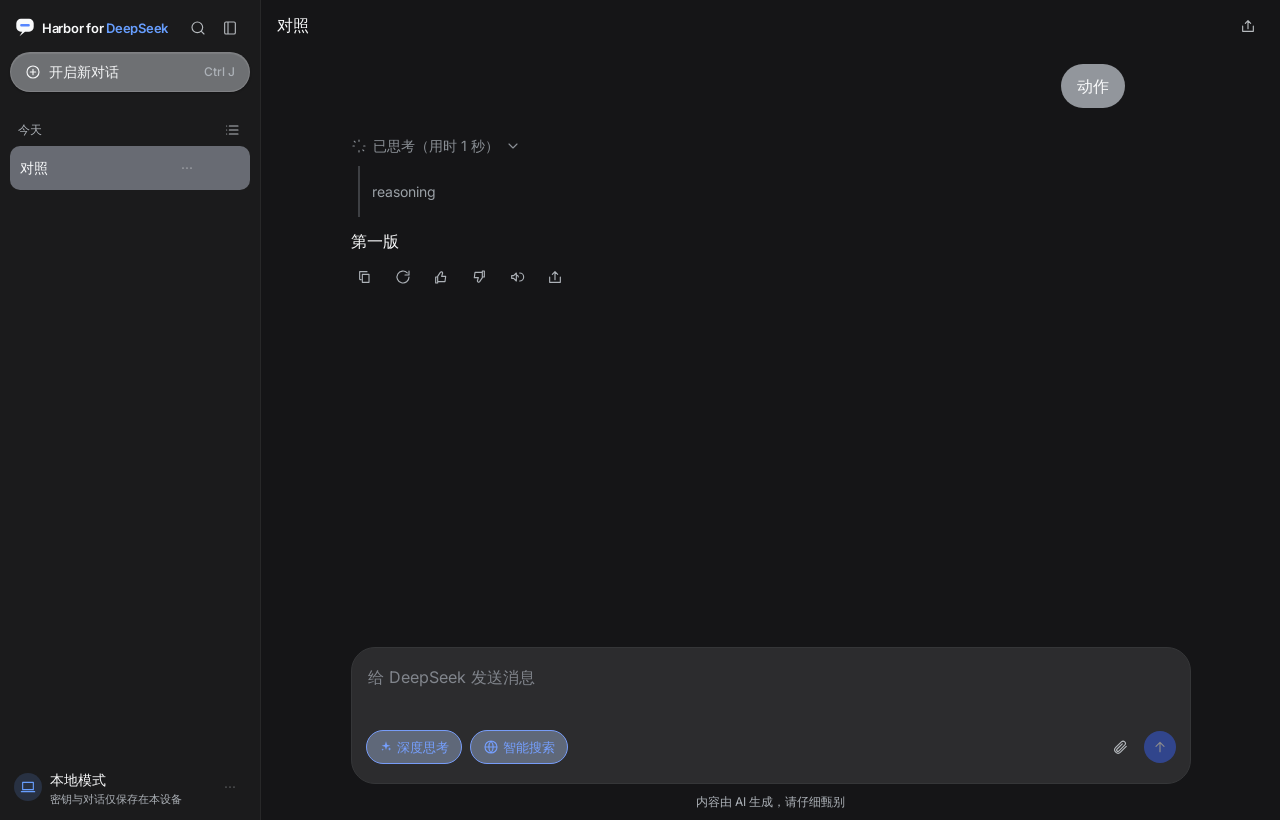 Harbor for DeepSeek
开启新对话 Ctrl J
今天
对照
本地模式
密钥与对话仅保存在本设备
对照
动作
已思考（用时 1 秒）
reasoning
第一版
给 DeepSeek 发送消息
深度思考 智能搜索
内容由 AI 生成，请仔细甄别